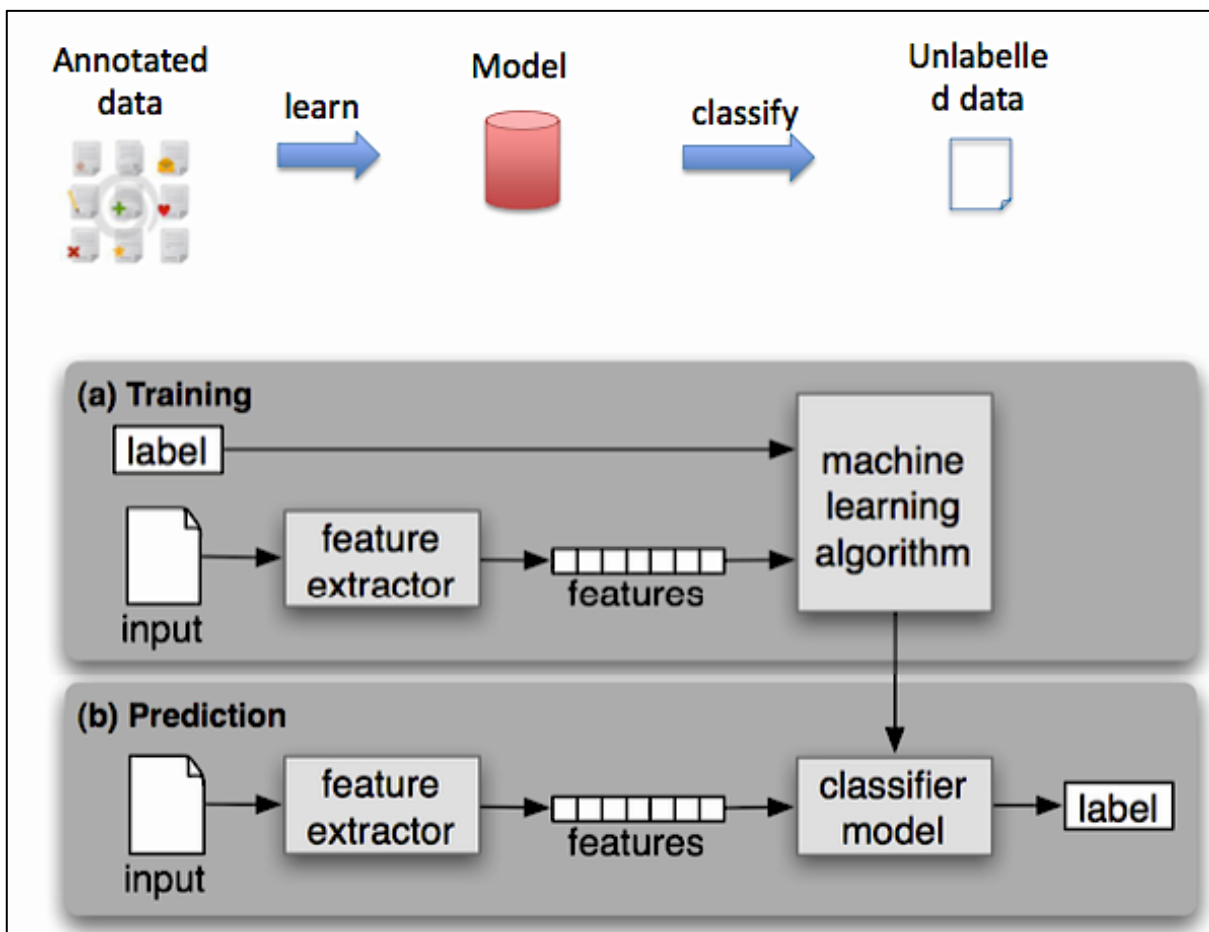 Annotated
data
learn
Model
classify
Unlabelle
d data
(a) Training
label
input
feature
extractor
features
machine
learning
algorithm
(b) Prediction
input
feature
extractor
features
classifier
model
label